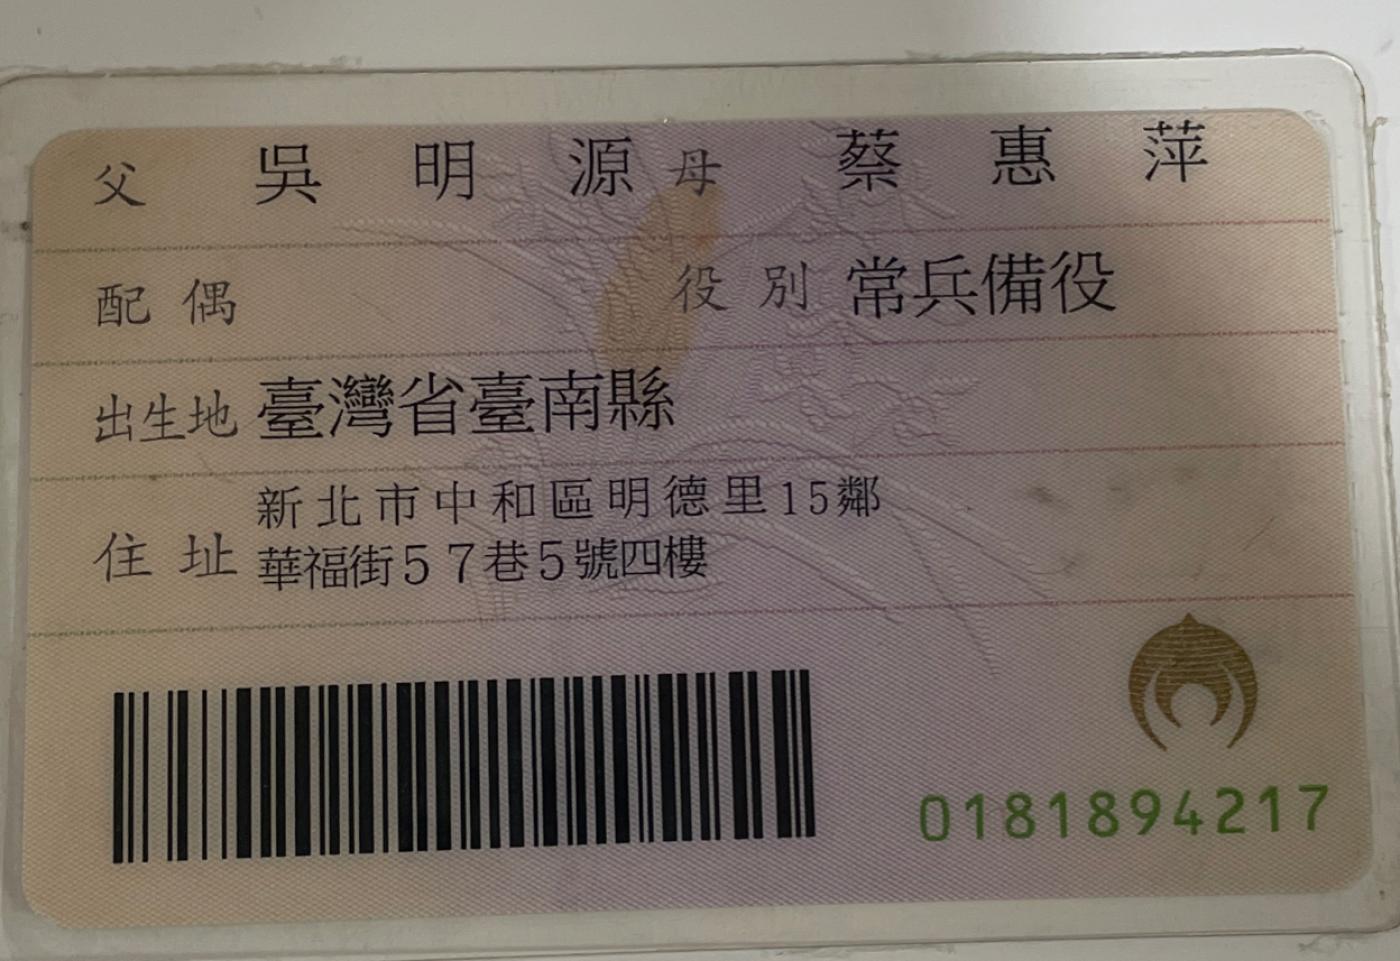 父 吳明源 母 蔡惠萍
配偶 役別 常兵備役
出生地 臺灣省臺南縣
住址 新北市中和區明德里15鄰
華福街57巷5號四樓
0181894217